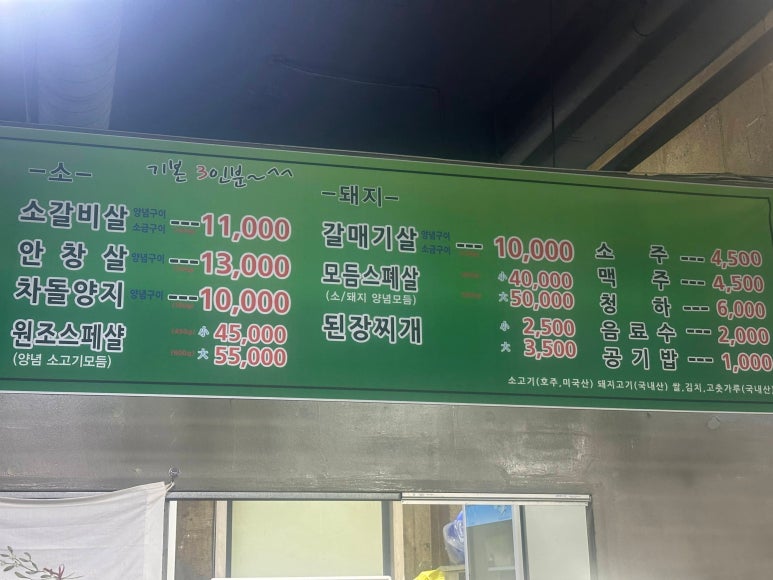 -소- 기본 3인분~^^
소갈비살 양념구이 소금구이 ---11,000
안 창 살 양념구이 ---13,000
차돌양지 양념구이 ---10,000
원조스페샬 小 45,000
(양념 소고기모듬) (600g) 大 55,000
-돼지-
갈매기살 양념구이 소금구이 --- 10,000
모듬스페샬 小 40,000
(소/돼지 양념모듬) 大 50,000
된장찌개 小 2,500
大 3,500
소 주 --- 4,500
맥 주 --- 4,500
청 하 --- 6,000
음료수 --- 2,000
공기밥 --- 1,000
소고기(호주,미국산) 돼지고기(국내산) 쌀,김치,고춧가루(국내산)